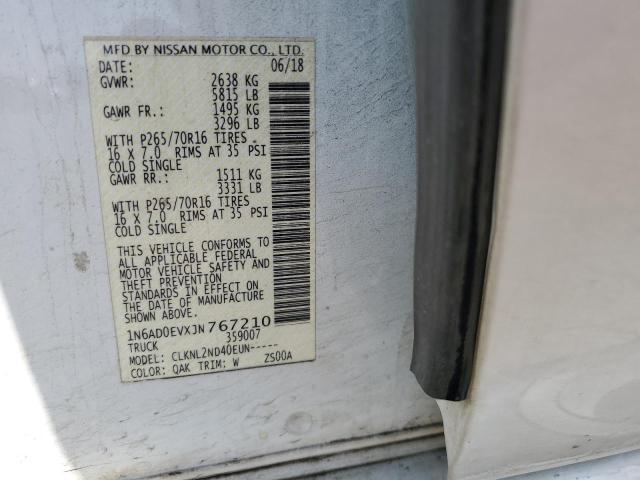 MFD BY NISSAN MOTOR CO., LTD.
DATE: 06/18
GVWR: 2638 KG
5815 LB
GAWR FR.: 1495 KG
3296 LB
WITH P265/70R16 TIRES
16 X 7.0 RIMS AT 35 PSI
COLD SINGLE
GAWR RR.: 1511 KG
3331 LB
WITH P265/70R16 TIRES
16 X 7.0 RIMS AT 35 PSI
COLD SINGLE
THIS VEHICLE CONFORMS TO
ALL APPLICABLE FEDERAL
MOTOR VEHICLE SAFETY AND
THEFT PREVENTION
STANDARDS IN EFFECT ON
THE DATE OF MANUFACTURE
SHOWN ABOVE.
1N6AD0EVXJN767210
TRUCK 359007
MODEL: CLKNL2ND40EUN-----
COLOR: QAK TRIM: W ZS00A